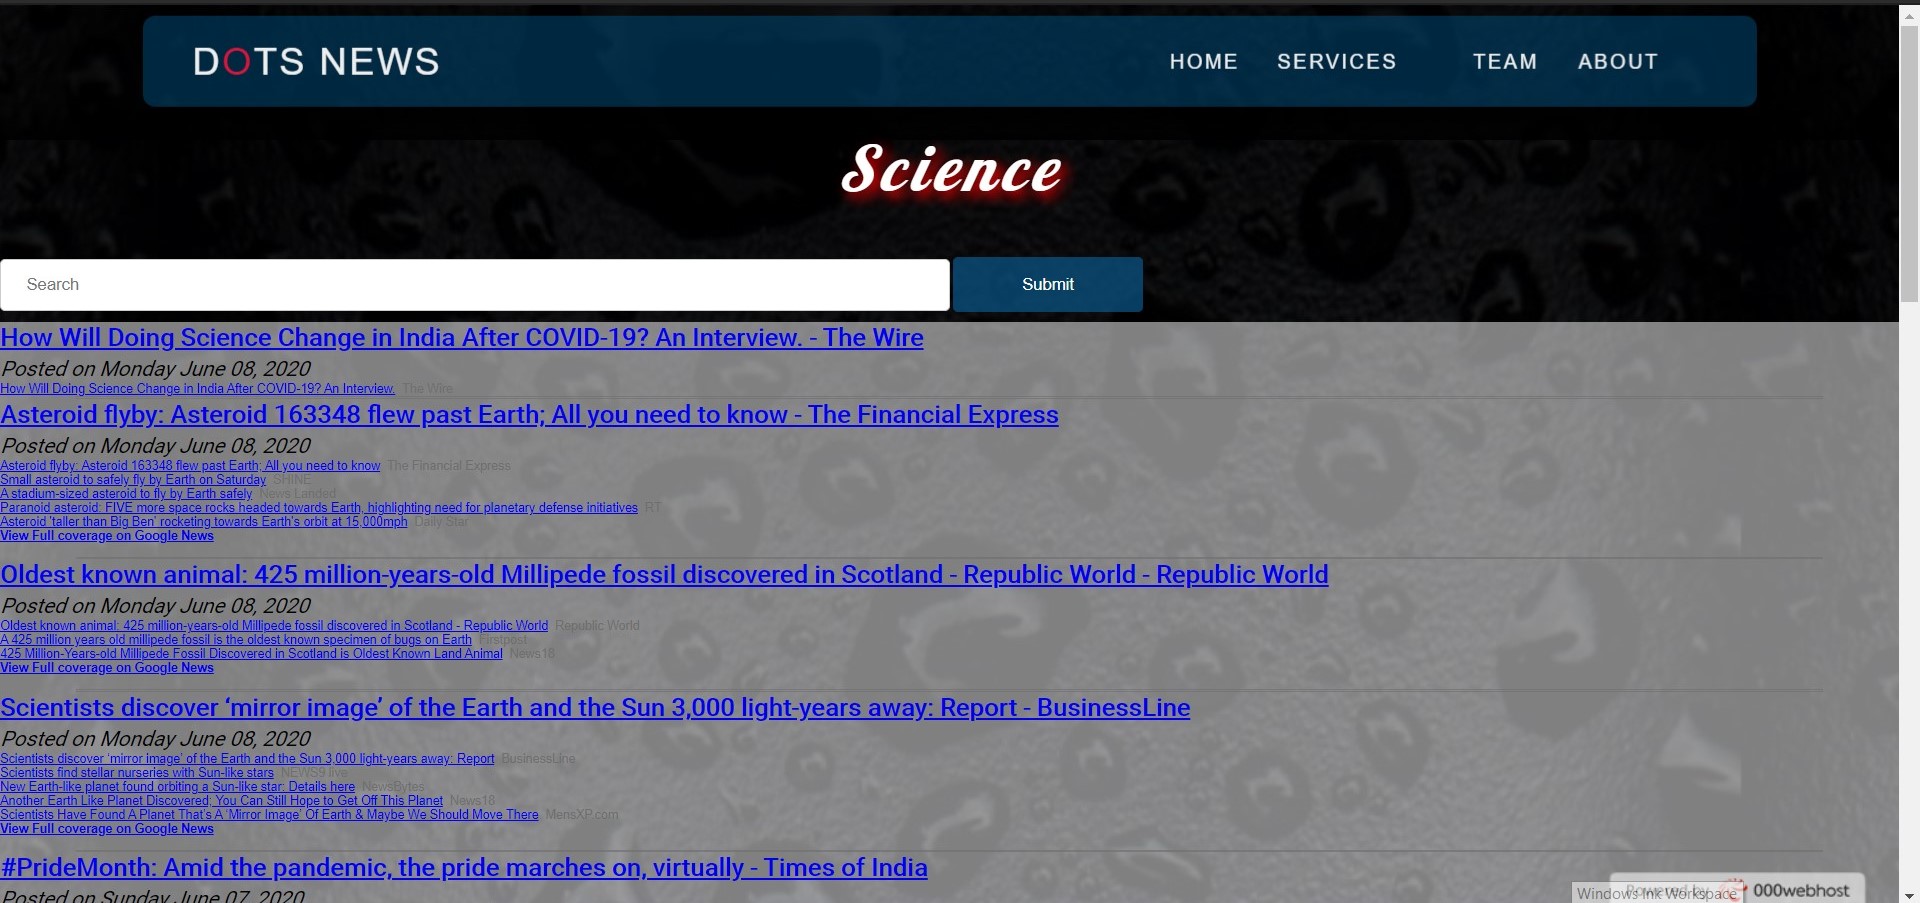 DOTS NEWS
HOME SERVICES TEAM ABOUT
Science
Search
Submit
How Will Doing Science Change in India After COVID-19? An Interview. - The Wire
Posted on Monday June 08, 2020
How Will Doing Science Change in India After COVID-19? An Interview. The Wire
Asteroid flyby: Asteroid 163348 flew past Earth; All you need to know - The Financial Express
Posted on Monday June 08, 2020
Asteroid flyby: Asteroid 163348 flew past Earth; All you need to know The Financial Express
Small asteroid to safely fly by Earth on Saturday SHINE
A stadium-sized asteroid to fly by Earth safely News Landed
Paranoid asteroid: FIVE more space rocks headed towards Earth, highlighting need for planetary defense initiatives RT
Asteroid 'taller than Big Ben' rocketing towards Earth's orbit at 15,000mph Daily Star
View Full coverage on Google News
Oldest known animal: 425 million-years-old Millipede fossil discovered in Scotland - Republic World - Republic World
Posted on Monday June 08, 2020
Oldest known animal: 425 million-years-old Millipede fossil discovered in Scotland - Republic World Republic World
A 425 million years old millipede fossil is the oldest known specimen of bugs on Earth Firstpost
425 Million-Years-old Millipede Fossil Discovered in Scotland is Oldest Known Land Animal News18
View Full coverage on Google News
Scientists discover ‘mirror image’ of the Earth and the Sun 3,000 light-years away: Report - BusinessLine
Posted on Monday June 08, 2020
Scientists discover ‘mirror image’ of the Earth and the Sun 3,000 light-years away: Report BusinessLine
Scientists find stellar nurseries with Sun-like stars NEWS9 live
New Earth-like planet found orbiting a Sun-like star: Details here NewsBytes
Another Earth Like Planet Discovered; You Can Still Hope to Get Off This Planet News18
Scientists Have Found A Planet That's A 'Mirror Image' Of Earth & Maybe We Should Move There MensXP.com
View Full coverage on Google News
#PrideMonth: Amid the pandemic, the pride marches on, virtually - Times of India
Posted on Sunday June 07, 2020
Windows Ink Workspace
Powered by 000webhost